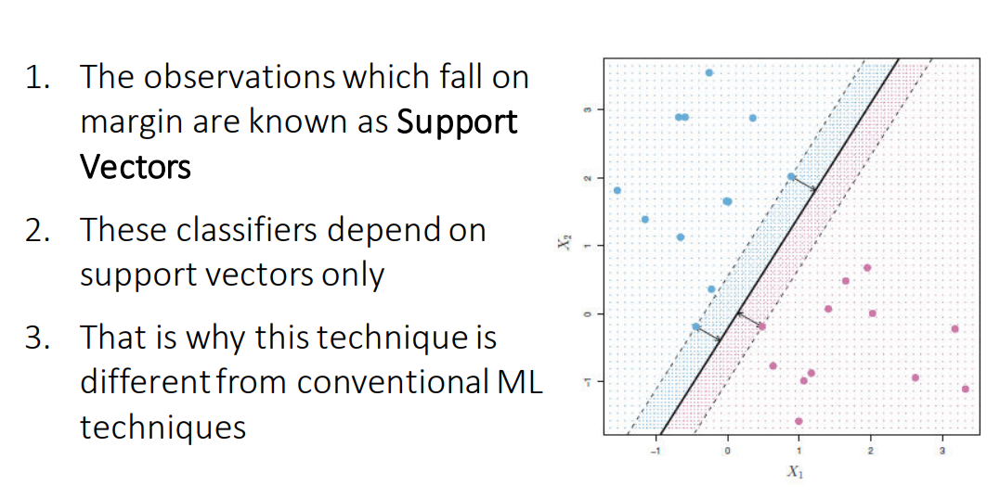 1. The observations which fall on
margin are known as Support
Vectors
2. These classifiers depend on
support vectors only
3. That is why this technique is
different from conventional ML
techniques
3
2
1
0
-1
X₂
-1
0
1
2
3
X₁